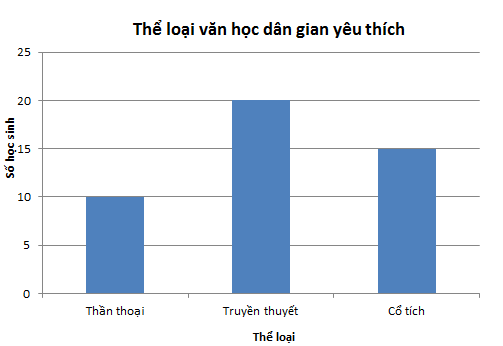 Thể loại văn học dân gian yêu thích
25
20
15
10
5
0
Số học sinh
Thần thoại
Truyền thuyết
Cổ tích
Thể loại